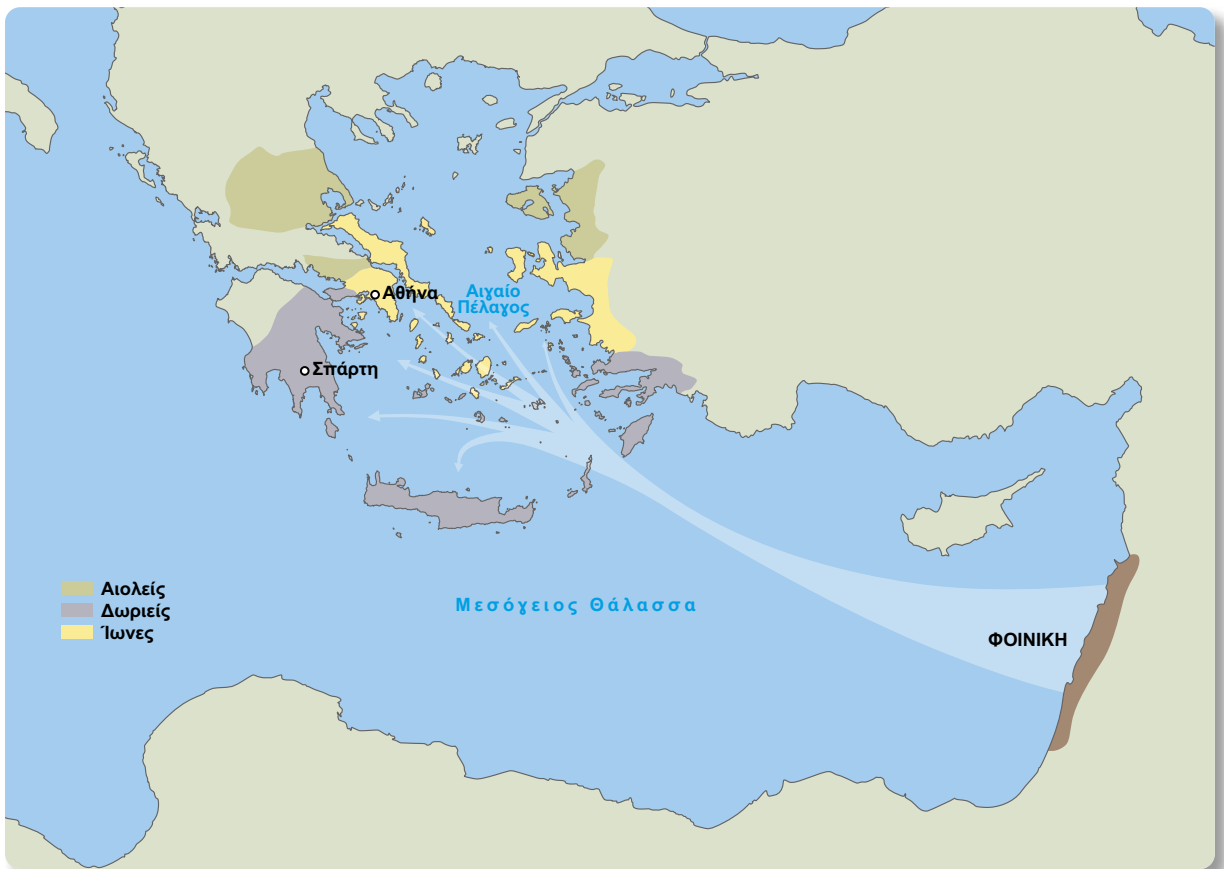 Αθήνα
Αιγαίο
Πέλαγος
Σπάρτη
Αιολείς
Δωριείς
Ίωνες
Μεσόγειος Θάλασσα
ΦΟΙΝΙΚΗ